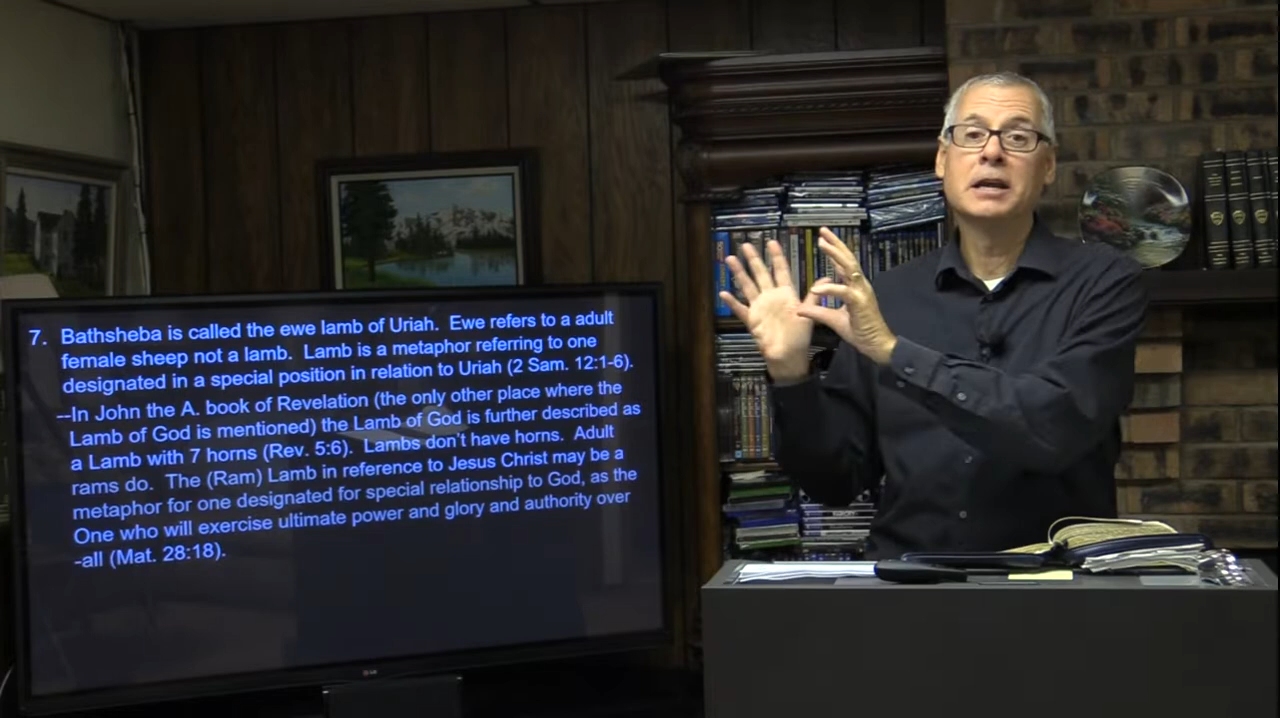 7. Bathsheba is called the ewe lamb of Uriah. Ewe refers to a adult
female sheep not a lamb. Lamb is a metaphor referring to one
designated in a special position in relation to Uriah (2 Sam. 12:1-6).
--In John the A. book of Revelation (the only other place where the
Lamb of God is mentioned) the Lamb of God is further described as
a Lamb with 7 horns (Rev. 5:6). Lambs don't have horns. Adult
rams do. The (Ram) Lamb in reference to Jesus Christ may be a
metaphor for one designated for special relationship to God, as the
One who will exercise ultimate power and glory and authority over
-all (Mat. 28:18).
LG